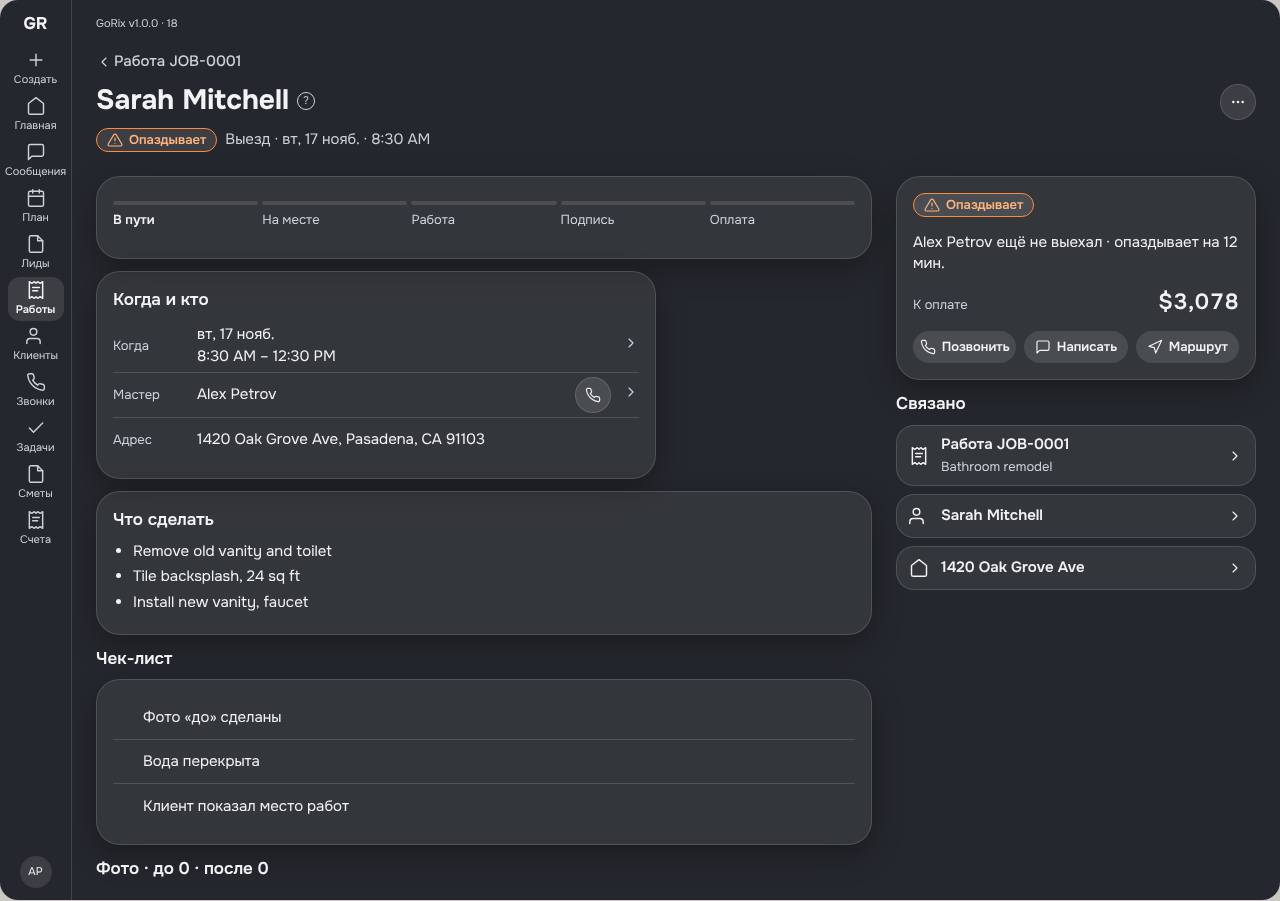 GR
GoRix v1.0.0 · 18
Создать
Главная
Сообщения
План
Лиды
Работы
Клиенты
Звонки
Задачи
Сметы
Счета
AP
Работа JOB-0001
Sarah Mitchell ?
Опаздывает
Выезд · вт, 17 нояб. · 8:30 AM
В пути
На месте
Работа
Подпись
Оплата
Когда и кто
Когда
вт, 17 нояб.
8:30 AM – 12:30 PM
Мастер
Alex Petrov
Адрес
1420 Oak Grove Ave, Pasadena, CA 91103
Что сделать
• Remove old vanity and toilet
• Tile backsplash, 24 sq ft
• Install new vanity, faucet
Чек-лист
Фото «до» сделаны
Вода перекрыта
Клиент показал место работ
Фото · до 0 · после 0
Опаздывает
Alex Petrov ещё не выехал · опаздывает на 12
мин.
К оплате
$3,078
Позвонить
Написать
Маршрут
Связано
Работа JOB-0001
Bathroom remodel
Sarah Mitchell
1420 Oak Grove Ave